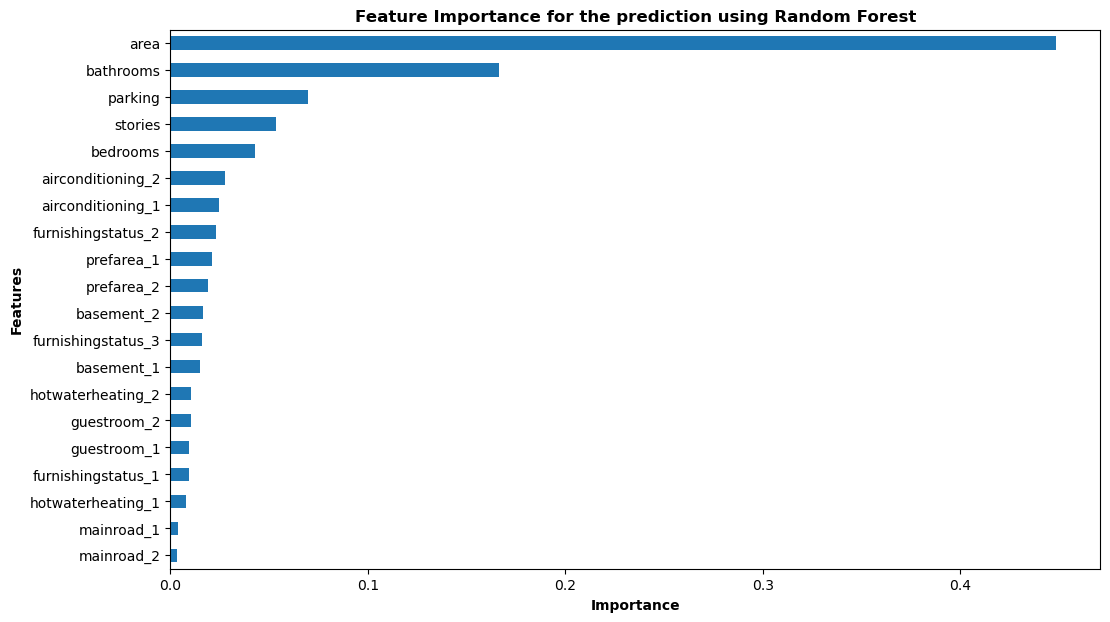 Feature Importance for the prediction using Random Forest
area
bathrooms
parking
stories
bedrooms
airconditioning_2
airconditioning_1
furnishingstatus_2
prefarea_1
prefarea_2
basement_2
furnishingstatus_3
basement_1
hotwaterheating_2
guestroom_2
guestroom_1
furnishingstatus_1
hotwaterheating_1
mainroad_1
mainroad_2
Features
0.0 0.1 0.2 0.3 0.4
Importance